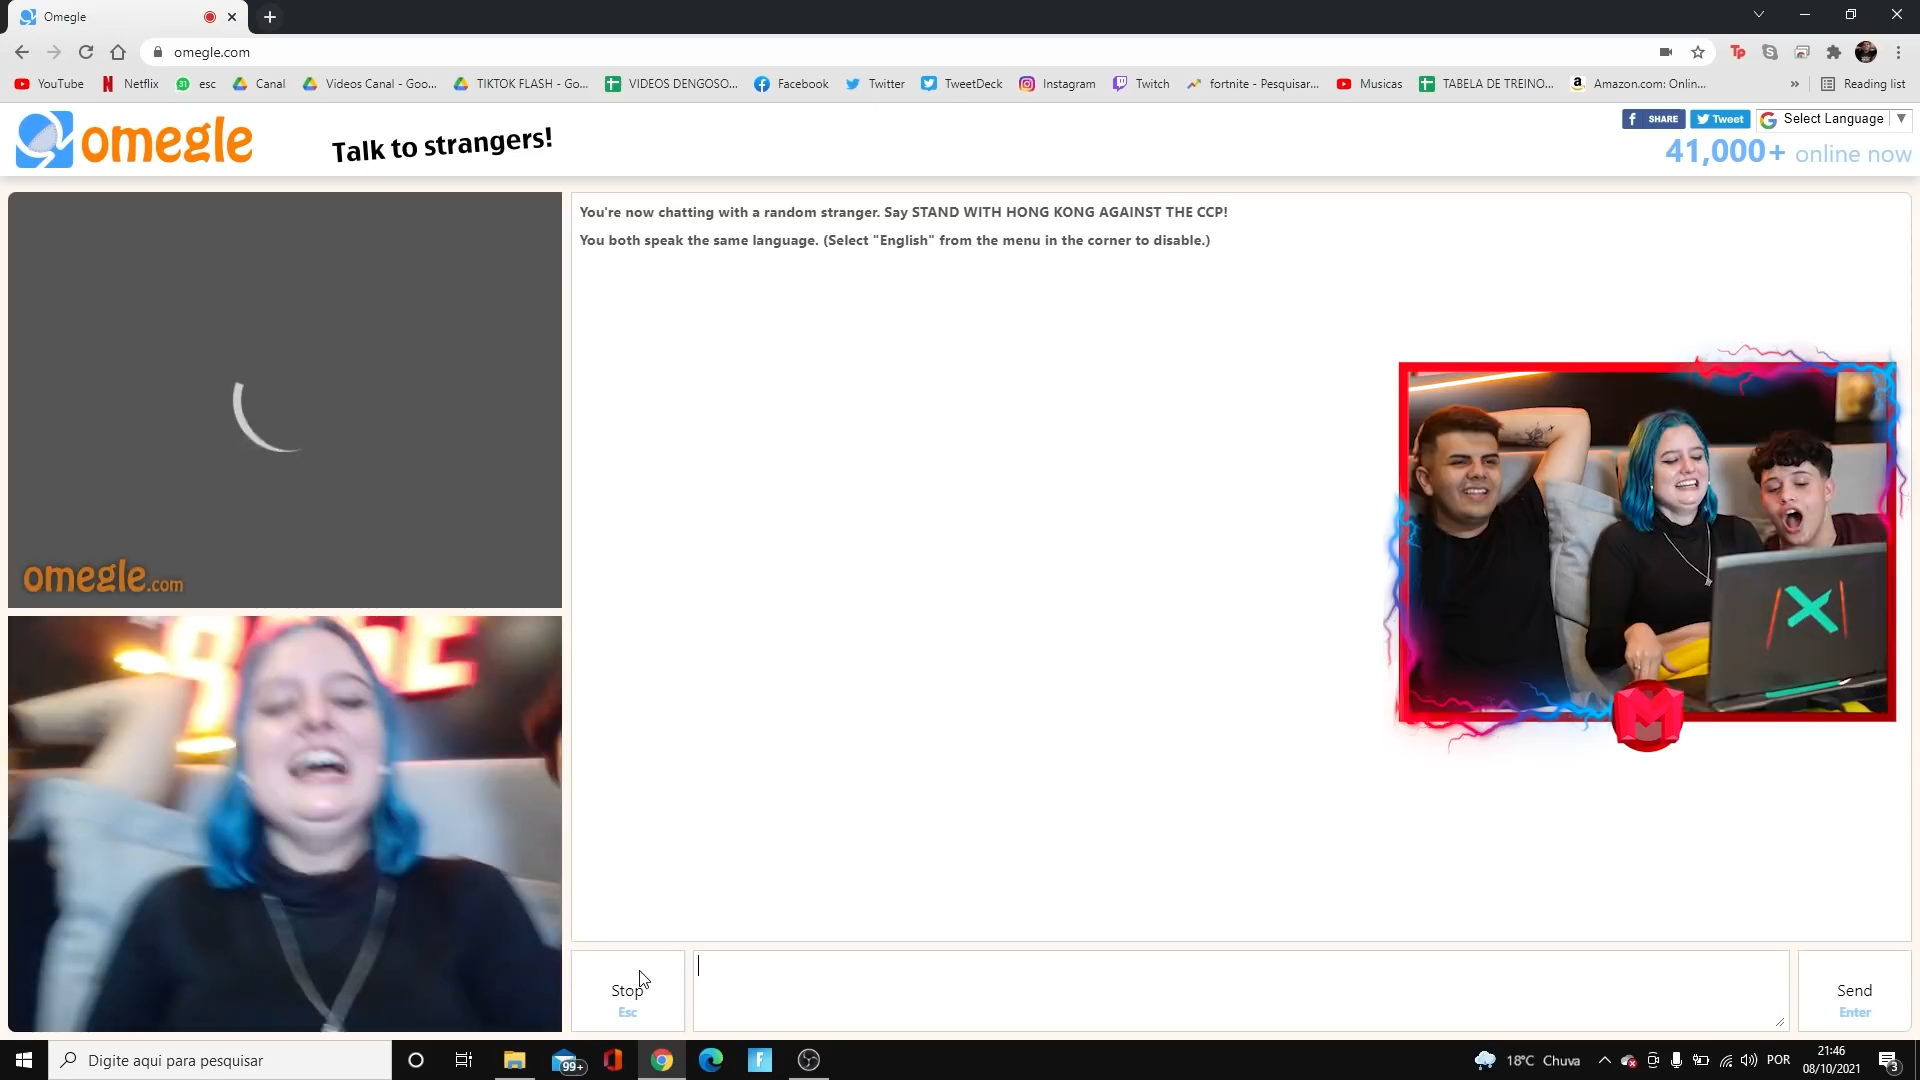 Omegle
omegle.com
YouTube
Netflix
esc
Canal
Videos Canal - Goo...
TIKTOK FLASH - Go...
VIDEOS DENGOSO...
Facebook
Twitter
TweetDeck
Instagram
Twitch
fortnite - Pesquisar...
Musicas
TABELA DE TREINO...
Amazon.com: Onlin...
Reading list
omegle
Talk to strangers!
SHARE
Tweet
Select Language
41,000+ online now
You're now chatting with a random stranger. Say STAND WITH HONG KONG AGAINST THE CCP!
You both speak the same language. (Select "English" from the menu in the corner to disable.)
omegle.com
Stop
Esc
Send
Enter
Digite aqui para pesquisar
99+
18°C Chuva
POR
21:46
08/10/2021
3